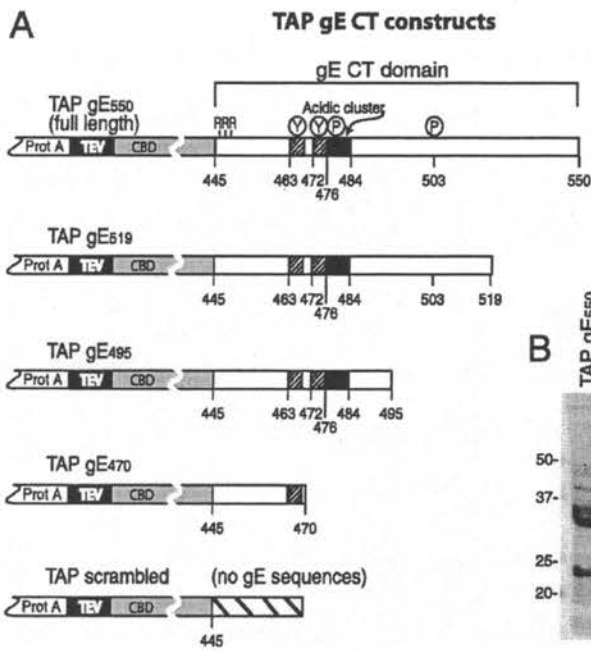 A
TAP gE CT constructs
gE CT domain
TAP gE550
(full length)
RRR
Y
Y
P
Acidic cluster
P
Prot A
TEV
CBD
445
463
472
476
484
503
550
TAP gE519
Prot A
TEV
CBD
445
463
472
476
484
503
519
TAP gE495
Prot A
TEV
CBD
445
463
472
476
484
495
TAP gE470
Prot A
TEV
CBD
445
470
TAP scrambled
(no gE sequences)
Prot A
TEV
CBD
445
B
TAP gE550
50-
37-
25-
20-